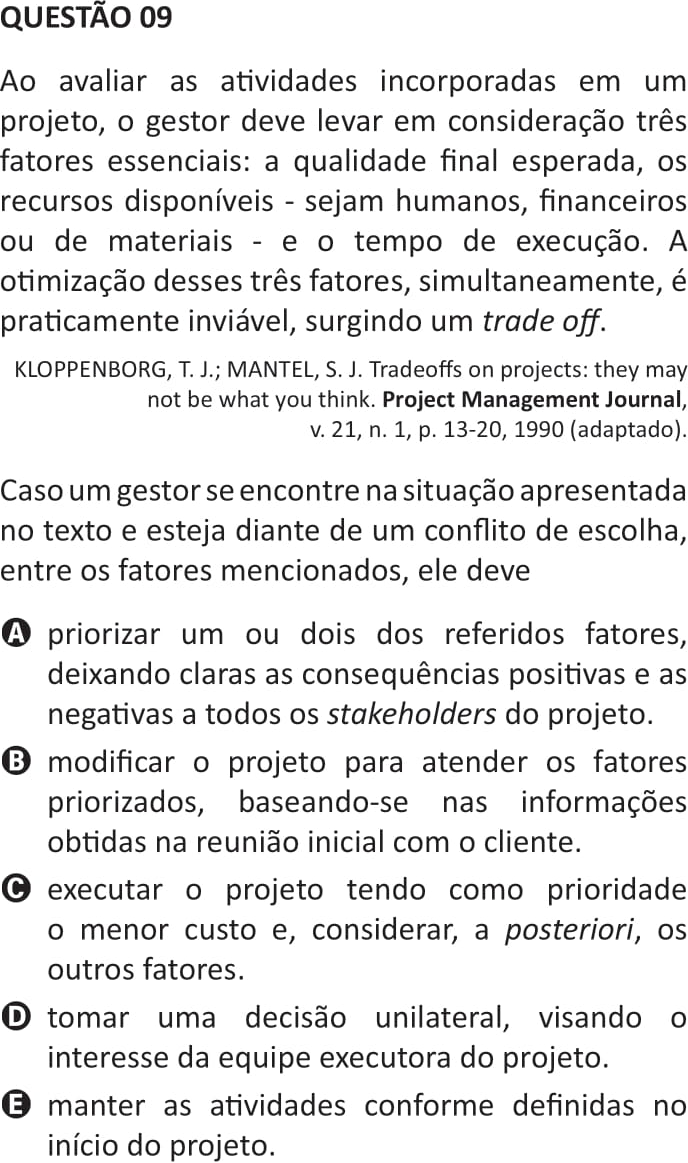 QUESTÃO 09
Ao avaliar as atividades incorporadas em um
projeto, o gestor deve levar em consideração três
fatores essenciais: a qualidade final esperada, os
recursos disponíveis - sejam humanos, financeiros
ou de materiais - e o tempo de execução. A
otimização desses três fatores, simultaneamente, é
praticamente inviável, surgindo um trade off.
KLOPPENBORG, T. J.; MANTEL, S. J. Tradeoffs on projects: they may
not be what you think. Project Management Journal,
v. 21, n. 1, p. 13-20, 1990 (adaptado).
Caso um gestor se encontre na situação apresentada
no texto e esteja diante de um conflito de escolha,
entre os fatores mencionados, ele deve
A priorizar um ou dois dos referidos fatores,
deixando claras as consequências positivas e as
negativas a todos os stakeholders do projeto.
B modificar o projeto para atender os fatores
priorizados, baseando-se nas informações
obtidas na reunião inicial com o cliente.
C executar o projeto tendo como prioridade
o menor custo e, considerar, a posteriori, os
outros fatores.
D tomar uma decisão unilateral, visando o
interesse da equipe executora do projeto.
E manter as atividades conforme definidas no
início do projeto.